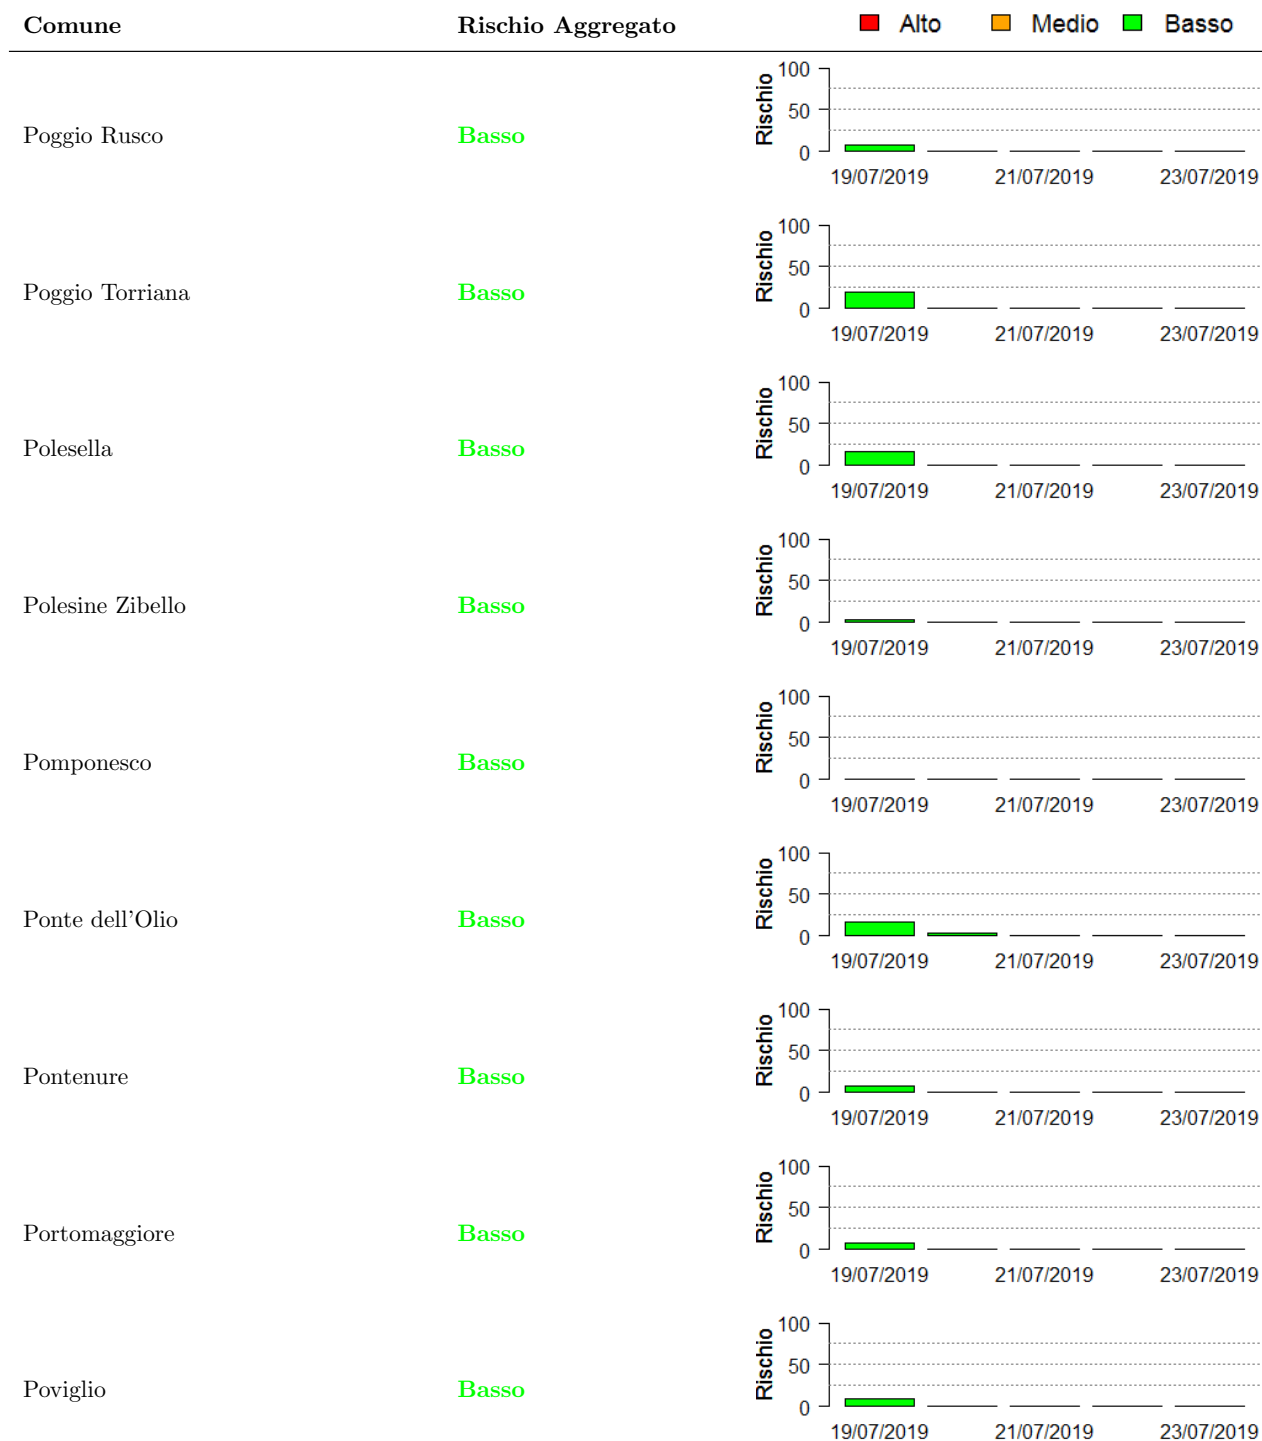 Comune Rischio Aggregato Alto Medio Basso
Poggio Rusco Basso Rischio 100 50 0
19/07/2019 21/07/2019 23/07/2019
Poggio Torriana Basso Rischio 100 50 0
19/07/2019 21/07/2019 23/07/2019
Polesella Basso Rischio 100 50 0
19/07/2019 21/07/2019 23/07/2019
Polesine Zibello Basso Rischio 100 50 0
19/07/2019 21/07/2019 23/07/2019
Pomponesco Basso Rischio 100 50 0
19/07/2019 21/07/2019 23/07/2019
Ponte dell'Olio Basso Rischio 100 50 0
19/07/2019 21/07/2019 23/07/2019
Pontenure Basso Rischio 100 50 0
19/07/2019 21/07/2019 23/07/2019
Portomaggiore Basso Rischio 100 50 0
19/07/2019 21/07/2019 23/07/2019
Poviglio Basso Rischio 100 50 0
19/07/2019 21/07/2019 23/07/2019